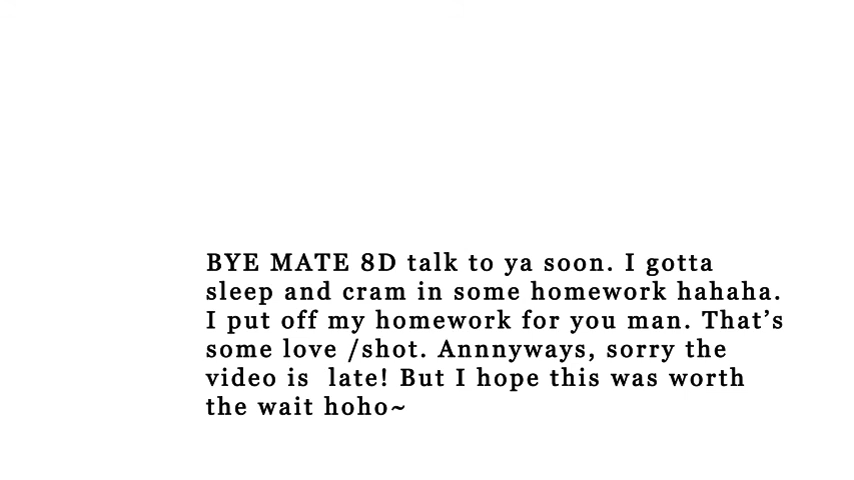 BYE MATE 8D talk to ya soon. I gotta
sleep and cram in some homework hahaha.
I put off my homework for you man. That’s
some love /shot. Annnyways, sorry the
video is  late! But I hope this was worth
the wait hoho~